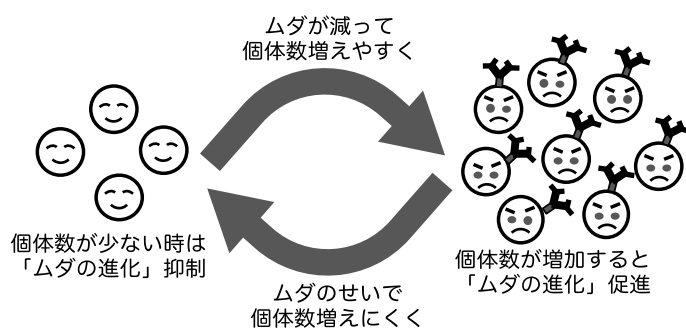 ムダが減って
個体数増えやすく
個体数が少ない時は
「ムダの進化」抑制
個体数が増加すると
「ムダの進化」促進
ムダのせいで
個体数増えにくく